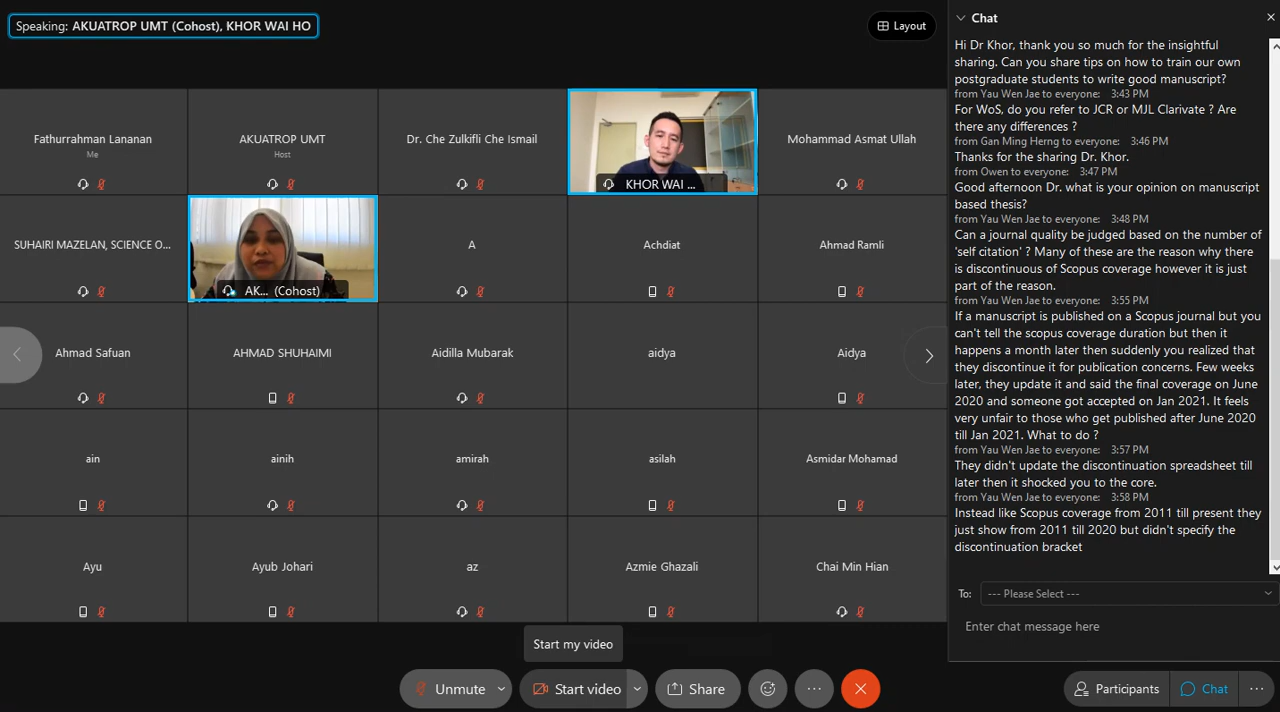 Speaking: AKUATROP UMT (Cohost), KHOR WAI HO
Layout
Fathurrahman Lananan
Me
AKUATROP UMT
Host
Dr. Che Zulkifli Che Ismail
KHOR WAI ...
Mohammad Asmat Ullah
SUHAIRI MAZELAN, SCIENCE O...
AK... (Cohost)
A
Achdiat
Ahmad Ramli
Ahmad Safuan
AHMAD SHUHAIMI
Aidilla Mubarak
aidya
Aidya
ain
ainih
amirah
asilah
Asmidar Mohamad
Ayu
Ayub Johari
az
Azmie Ghazali
Chai Min Hian
Start my video
Unmute
Start video
Share
Chat
Hi Dr Khor, thank you so much for the insightful
sharing. Can you share tips on how to train our own
postgraduate students to write good manuscript?
from Yau Wen Jae to everyone: 3:43 PM
For WoS, do you refer to JCR or MJL Clarivate ? Are
there any differences ?
from Gan Ming Herng to everyone: 3:46 PM
Thanks for the sharing Dr. Khor.
from Owen to everyone: 3:47 PM
Good afternoon Dr. what is your opinion on manuscript
based thesis?
from Yau Wen Jae to everyone: 3:48 PM
Can a journal quality be judged based on the number of
'self citation' ? Many of these are the reason why there
is discontinuous of Scopus coverage however it is just
part of the reason.
from Yau Wen Jae to everyone: 3:55 PM
If a manuscript is published on a Scopus journal but you
can't tell the scopus coverage duration but then it
happens a month later then suddenly you realized that
they discontinue it for publication concerns. Few weeks
later, they update it and said the final coverage on June
2020 and someone got accepted on Jan 2021. It feels
very unfair to those who get published after June 2020
till Jan 2021. What to do ?
from Yau Wen Jae to everyone: 3:57 PM
They didn't update the discontinuation spreadsheet till
later then it shocked you to the core.
from Yau Wen Jae to everyone: 3:58 PM
Instead like Scopus coverage from 2011 till present they
just show from 2011 till 2020 but didn't specify the
discontinuation bracket
To: --- Please Select ---
Enter chat message here
Participants
Chat